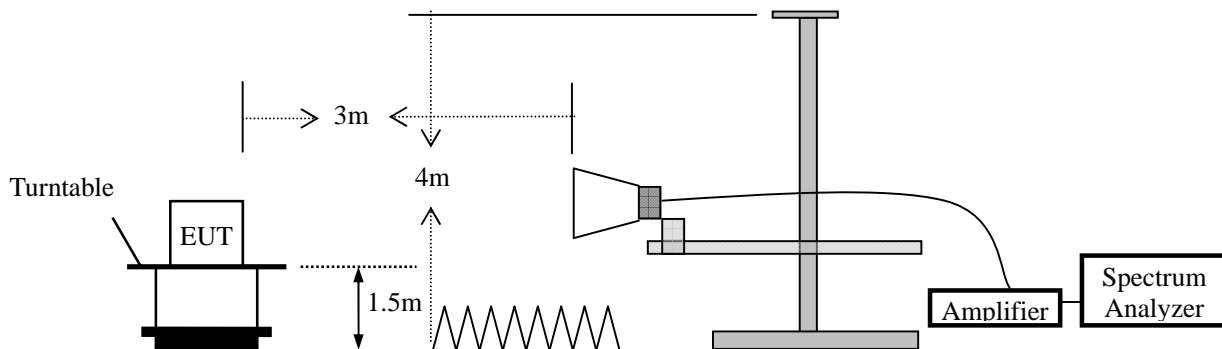 3m
4m
Turntable
EUT
1.5m
Amplifier
Spectrum
Analyzer